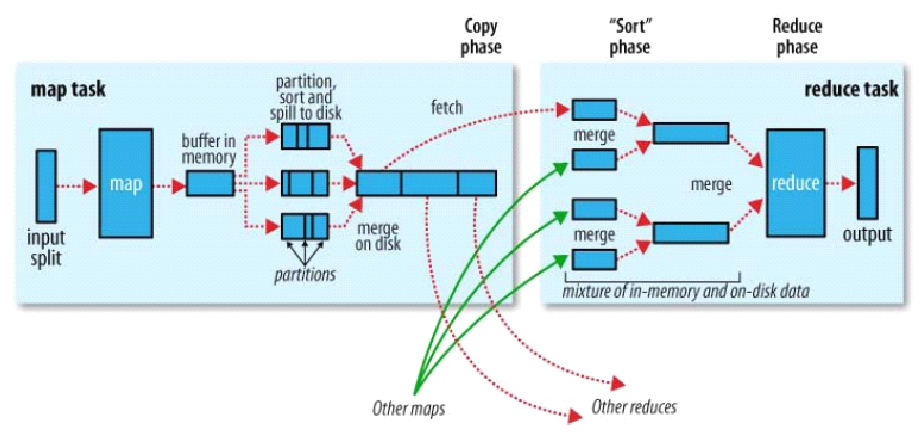 Copy
phase
"Sort"
phase
Reduce
phase
map task
partition,
sort and
spill to disk
fetch
buffer in
memory
map
input
split
partitions
merge
on disk
reduce task
merge
merge
merge
reduce
output
mixture of in-memory and on-disk data
Other maps
Other reduces